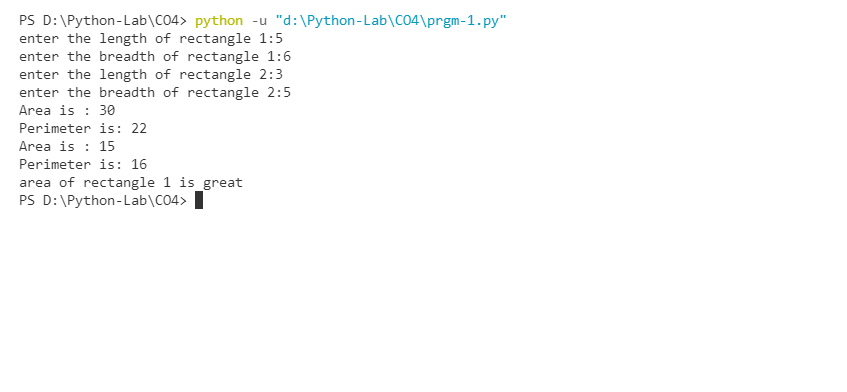 PS D:\Python-Lab\CO4> python -u "d:\Python-Lab\CO4\prgm-1.py"
enter the length of rectangle 1:5
enter the breadth of rectangle 1:6
enter the length of rectangle 2:3
enter the breadth of rectangle 2:5
Area is : 30
Perimeter is: 22
Area is : 15
Perimeter is: 16
area of rectangle 1 is great
PS D:\Python-Lab\CO4>